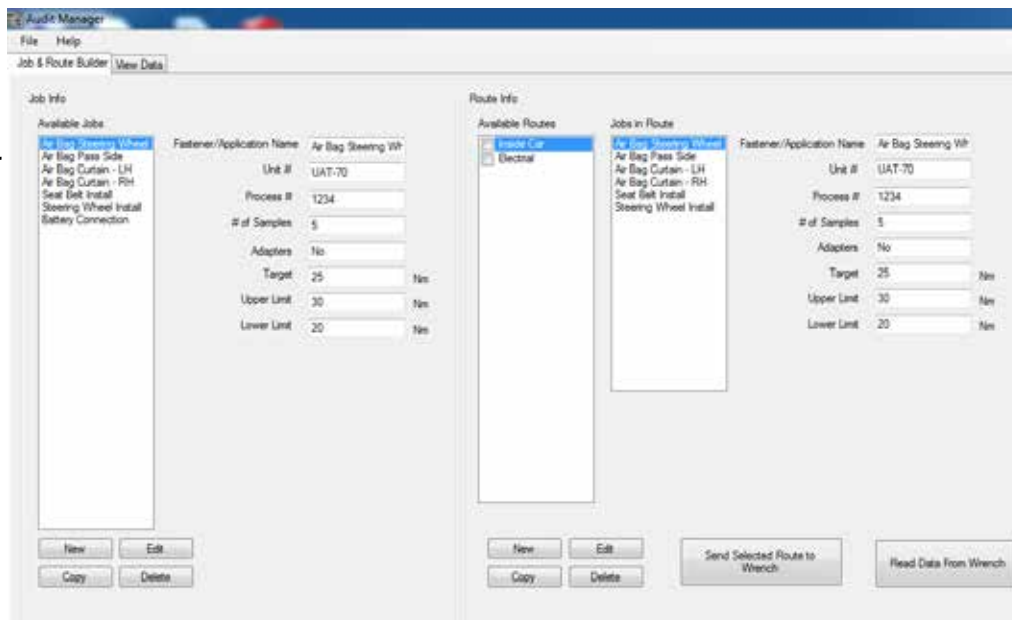 Audit Manager
File Help
Job & Route Builder View Data
Job Info
Available Jobs
Air Bag Steering Wheel
Air Bag Pass Side
Air Bag Curtain - LH
Air Bag Curtain - RH
Seat Belt Install
Steering Wheel Install
Battery Connection
Fastener/Application Name Air Bag Steering Wh
Unit # UAT-70
Process # 1234
# of Samples 5
Adapters No
Target 25 Nm
Upper Limit 30 Nm
Lower Limit 20 Nm
New Edit
Copy Delete
Route Info
Available Routes
Inside Car
Electrial
Jobs in Route
Air Bag Steering Wheel
Air Bag Pass Side
Air Bag Curtain - LH
Air Bag Curtain - RH
Seat Belt Install
Steering Wheel Install
Fastener/Application Name Air Bag Steering Wh
Unit # UAT-70
Process # 1234
# of Samples 5
Adapters No
Target 25 Nm
Upper Limit 30 Nm
Lower Limit 20 Nm
New Edit
Copy Delete
Send Selected Route to
Wrench
Read Data From Wrench